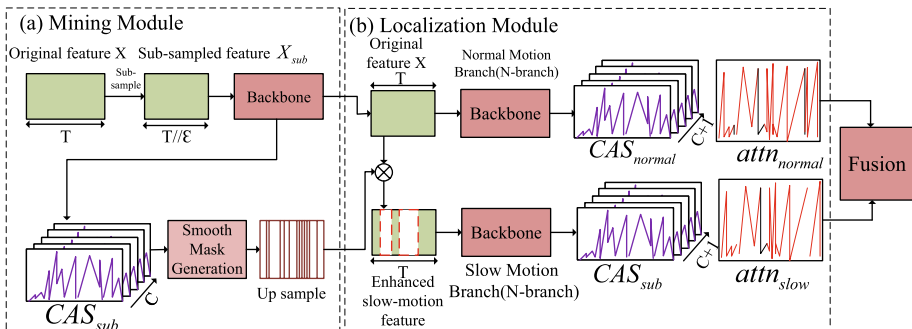 (a) Mining Module
Original feature X
Sub-sampled feature X_sub
Sub-
sample
T
T//ε
Backbone
CAS_sub
C
Smooth
Mask
Generation
Up sample
(b) Localization Module
Original
feature X
T
Normal Motion
Branch(N-branch)
Backbone
CAS_normal
C+1
attn_normal
T
Enhanced
slow-motion
feature
Backbone
Slow Motion
Branch(N-branch)
CAS_sub
C+1
attn_slow
Fusion